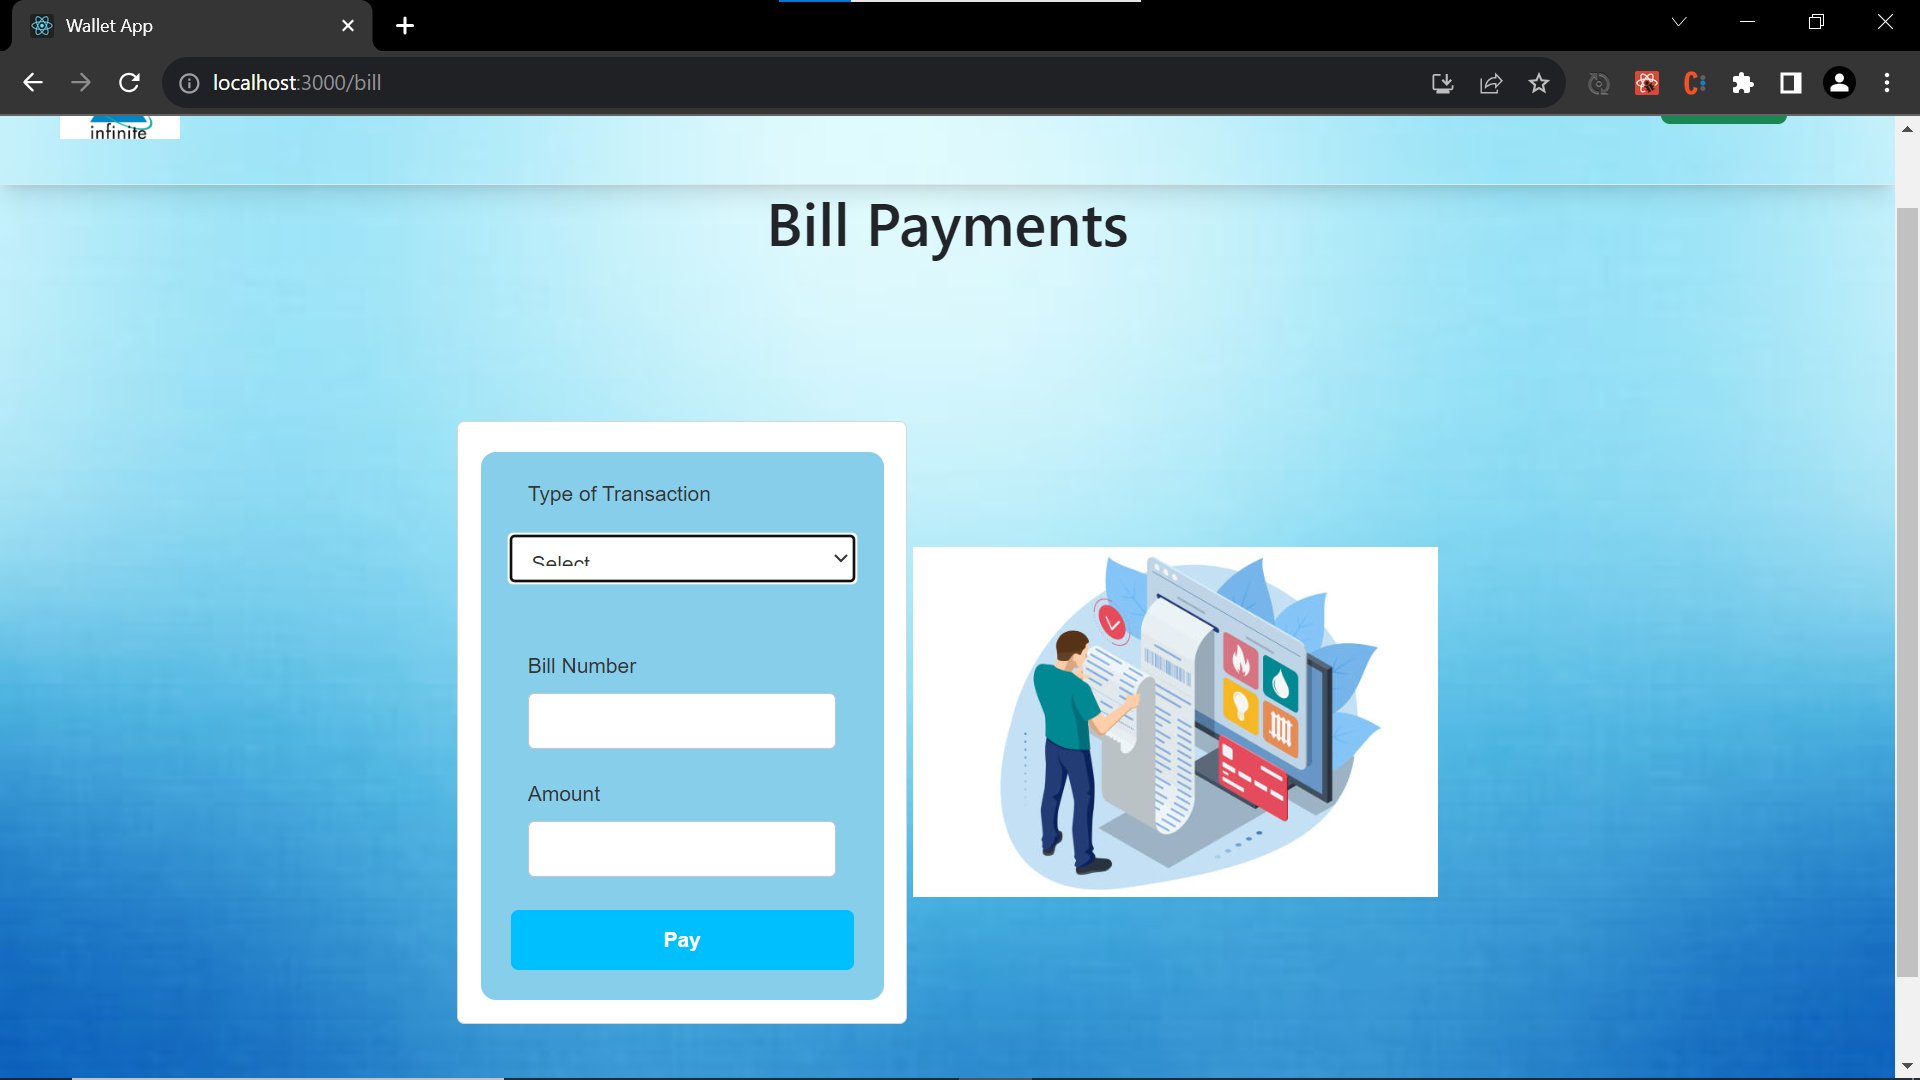 Wallet App
localhost:3000/bill
infinite
Bill Payments
Type of Transaction
Select
Bill Number
Amount
Pay